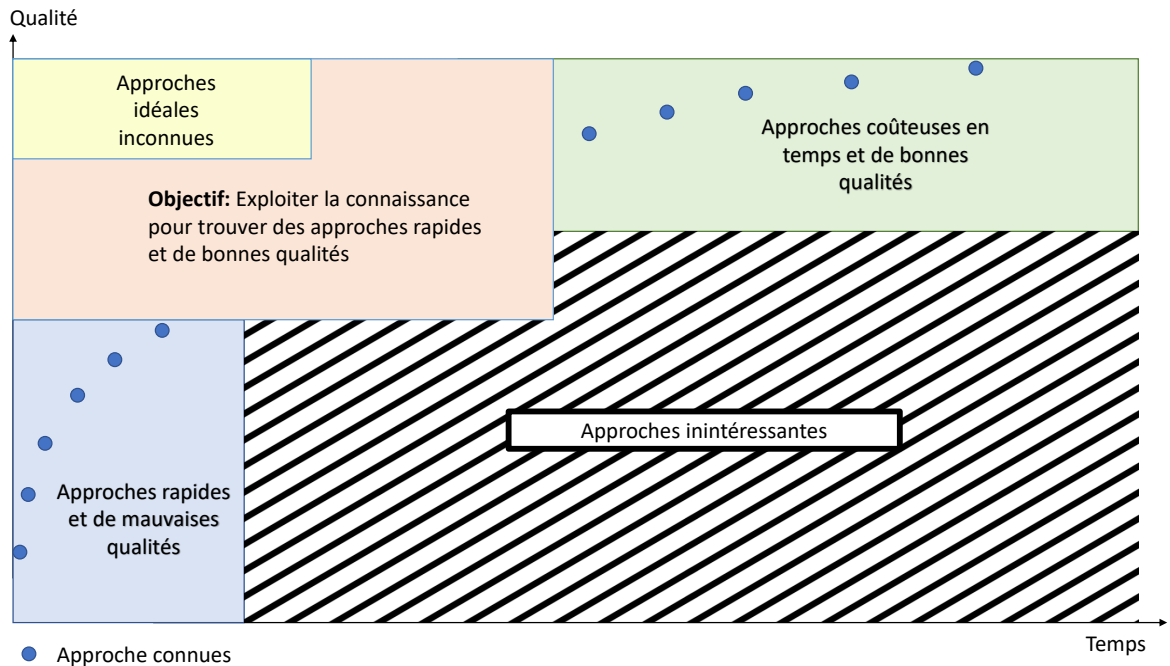 Qualité
Approches
idéales
inconnues
Approches coûteuses en
temps et de bonnes
qualités
Objectif: Exploiter la connaissance
pour trouver des approches rapides
et de bonnes qualités
Approches inintéressantes
Approches rapides
et de mauvaises
qualités
Temps
Approche connues